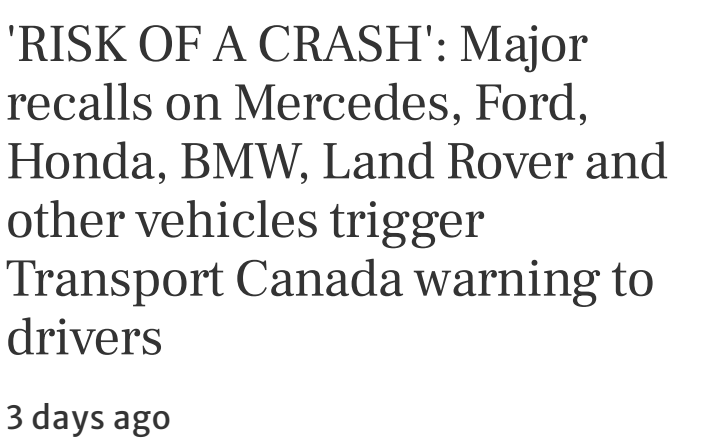 'RISK OF A CRASH': Major
recalls on Mercedes, Ford,
Honda, BMW, Land Rover and
other vehicles trigger
Transport Canada warning to
drivers
3 days ago